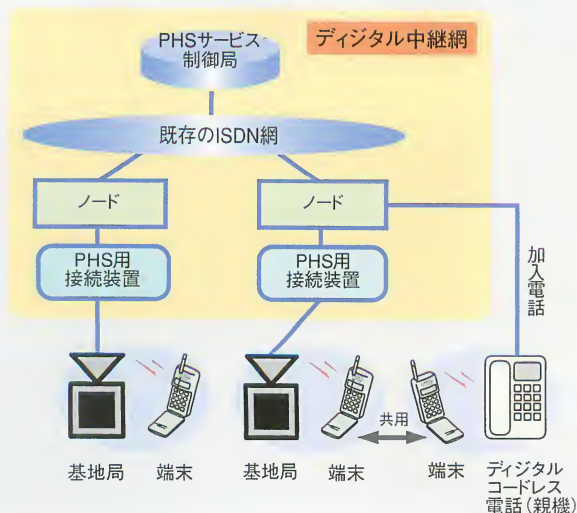 PHSサービス
制御局
ディジタル中継網
既存のISDN網
ノード
ノード
PHS用
接続装置
PHS用
接続装置
加入電話
共用
基地局
端末
基地局
端末
端末
ディジタル
コードレス
電話(親機)